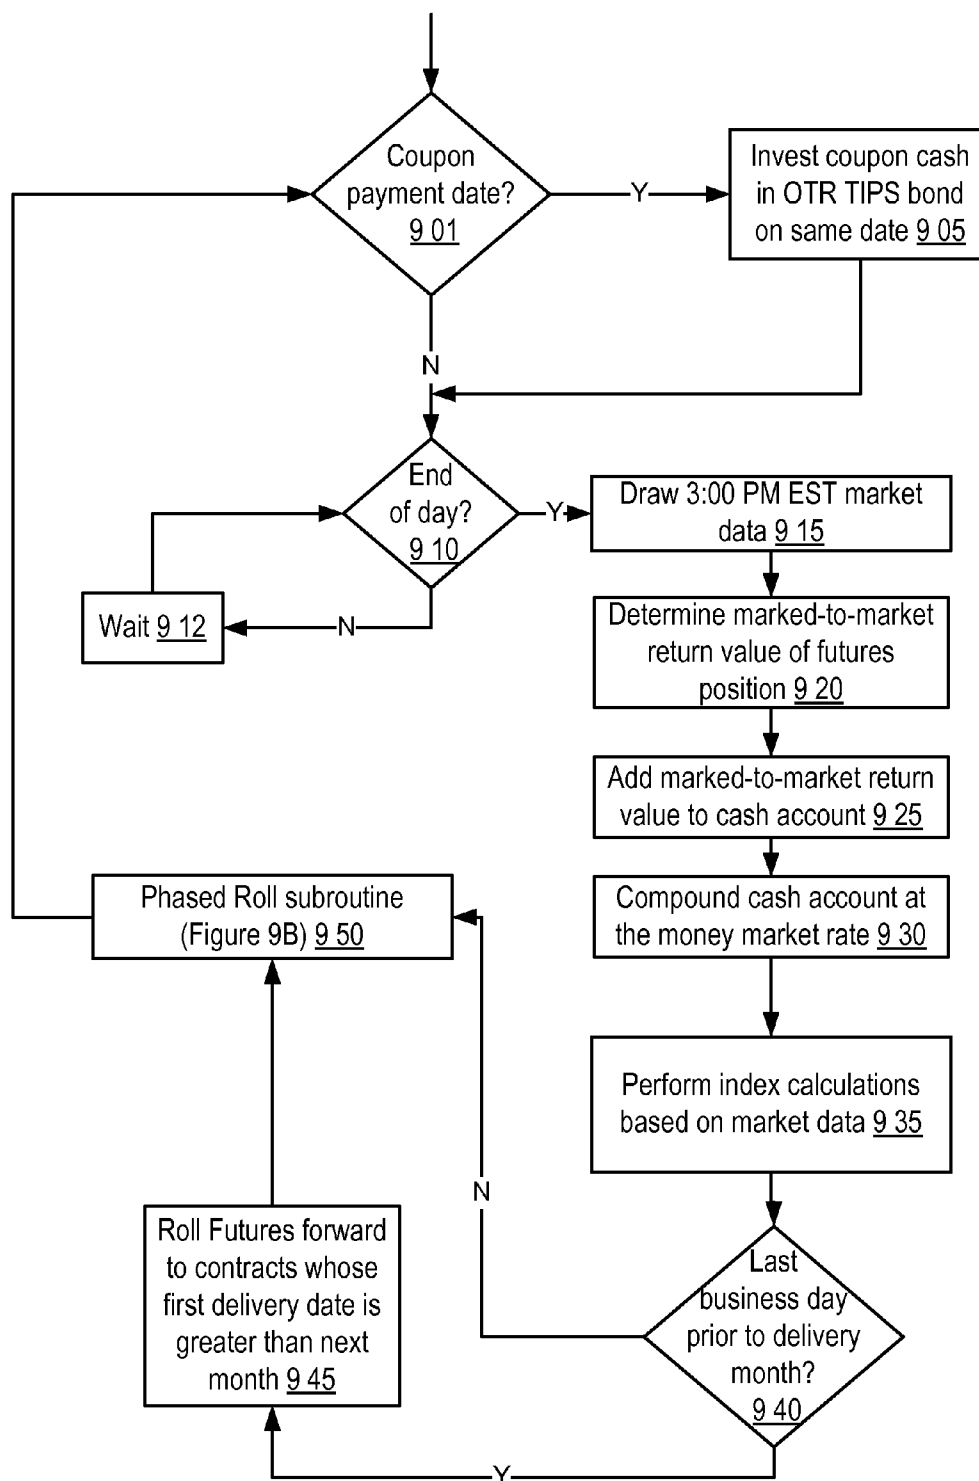 Coupon
payment date?
9 01
Y
Invest coupon cash
in OTR TIPS bond
on same date 9 05
N
End
of day?
9 10
Y
Draw 3:00 PM EST market
data 9 15
Wait 9 12
N
Determine marked-to-market
return value of futures
position 9 20
Add marked-to-market return
value to cash account 9 25
Compound cash account at
the money market rate 9 30
Phased Roll subroutine
(Figure 9B) 9 50
Perform index calculations
based on market data 9 35
N
Roll Futures forward
to contracts whose
first delivery date is
greater than next
month 9 45
Last
business day
prior to delivery
month?
9 40
Y